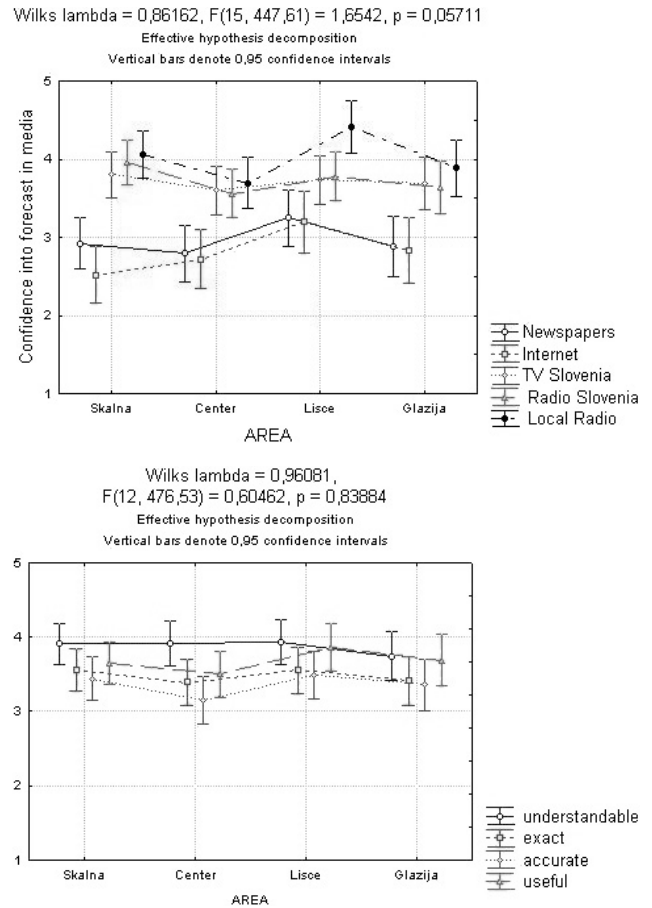 Wilks lambda = 0,86162, F(15, 447,61) = 1,6542, p = 0,05711
Effective hypothesis decomposition
Vertical bars denote 0,95 confidence intervals
Confidence into forecast in media
5
4
3
2
1
Skalna Center Lisce Glazija
AREA
Newspapers
Internet
TV Slovenia
Radio Slovenia
Local Radio
Wilks lambda = 0,96081,
F(12, 476,53) = 0,60462, p = 0,83884
Effective hypothesis decomposition
Vertical bars denote 0,95 confidence intervals
5
4
3
2
1
Skalna Center Lisce Glazija
AREA
understandable
exact
accurate
useful